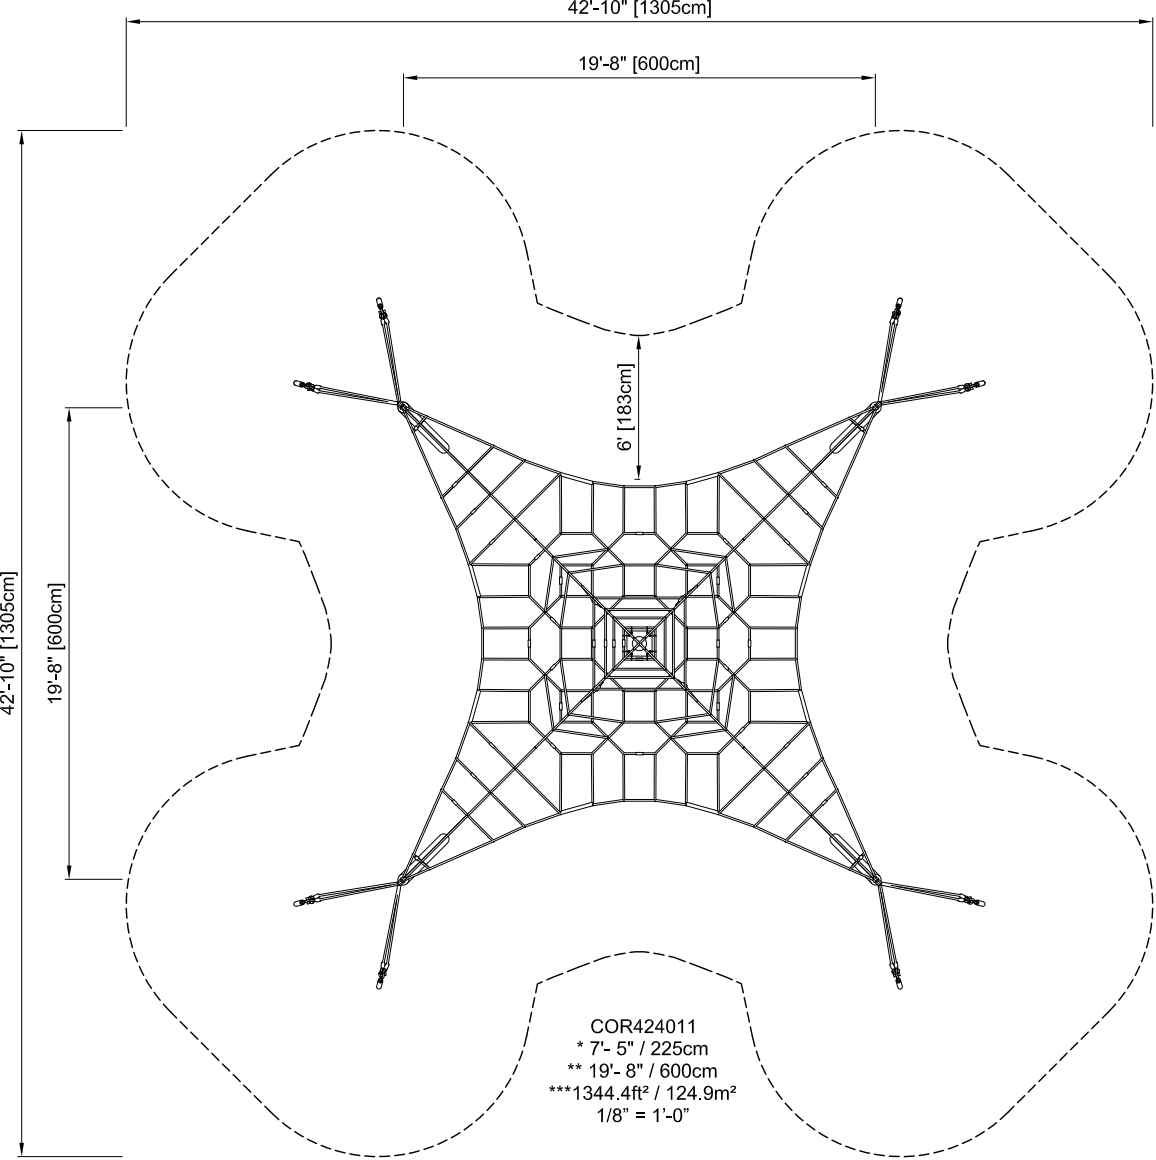 42'-10" [1305cm]
19'-8" [600cm]
6' [183cm]
19'-8" [600cm]
42'-10" [1305cm]
COR424011
* 7'- 5" / 225cm
** 19'- 8" / 600cm
***1344.4ft² / 124.9m²
1/8” = 1’-0”